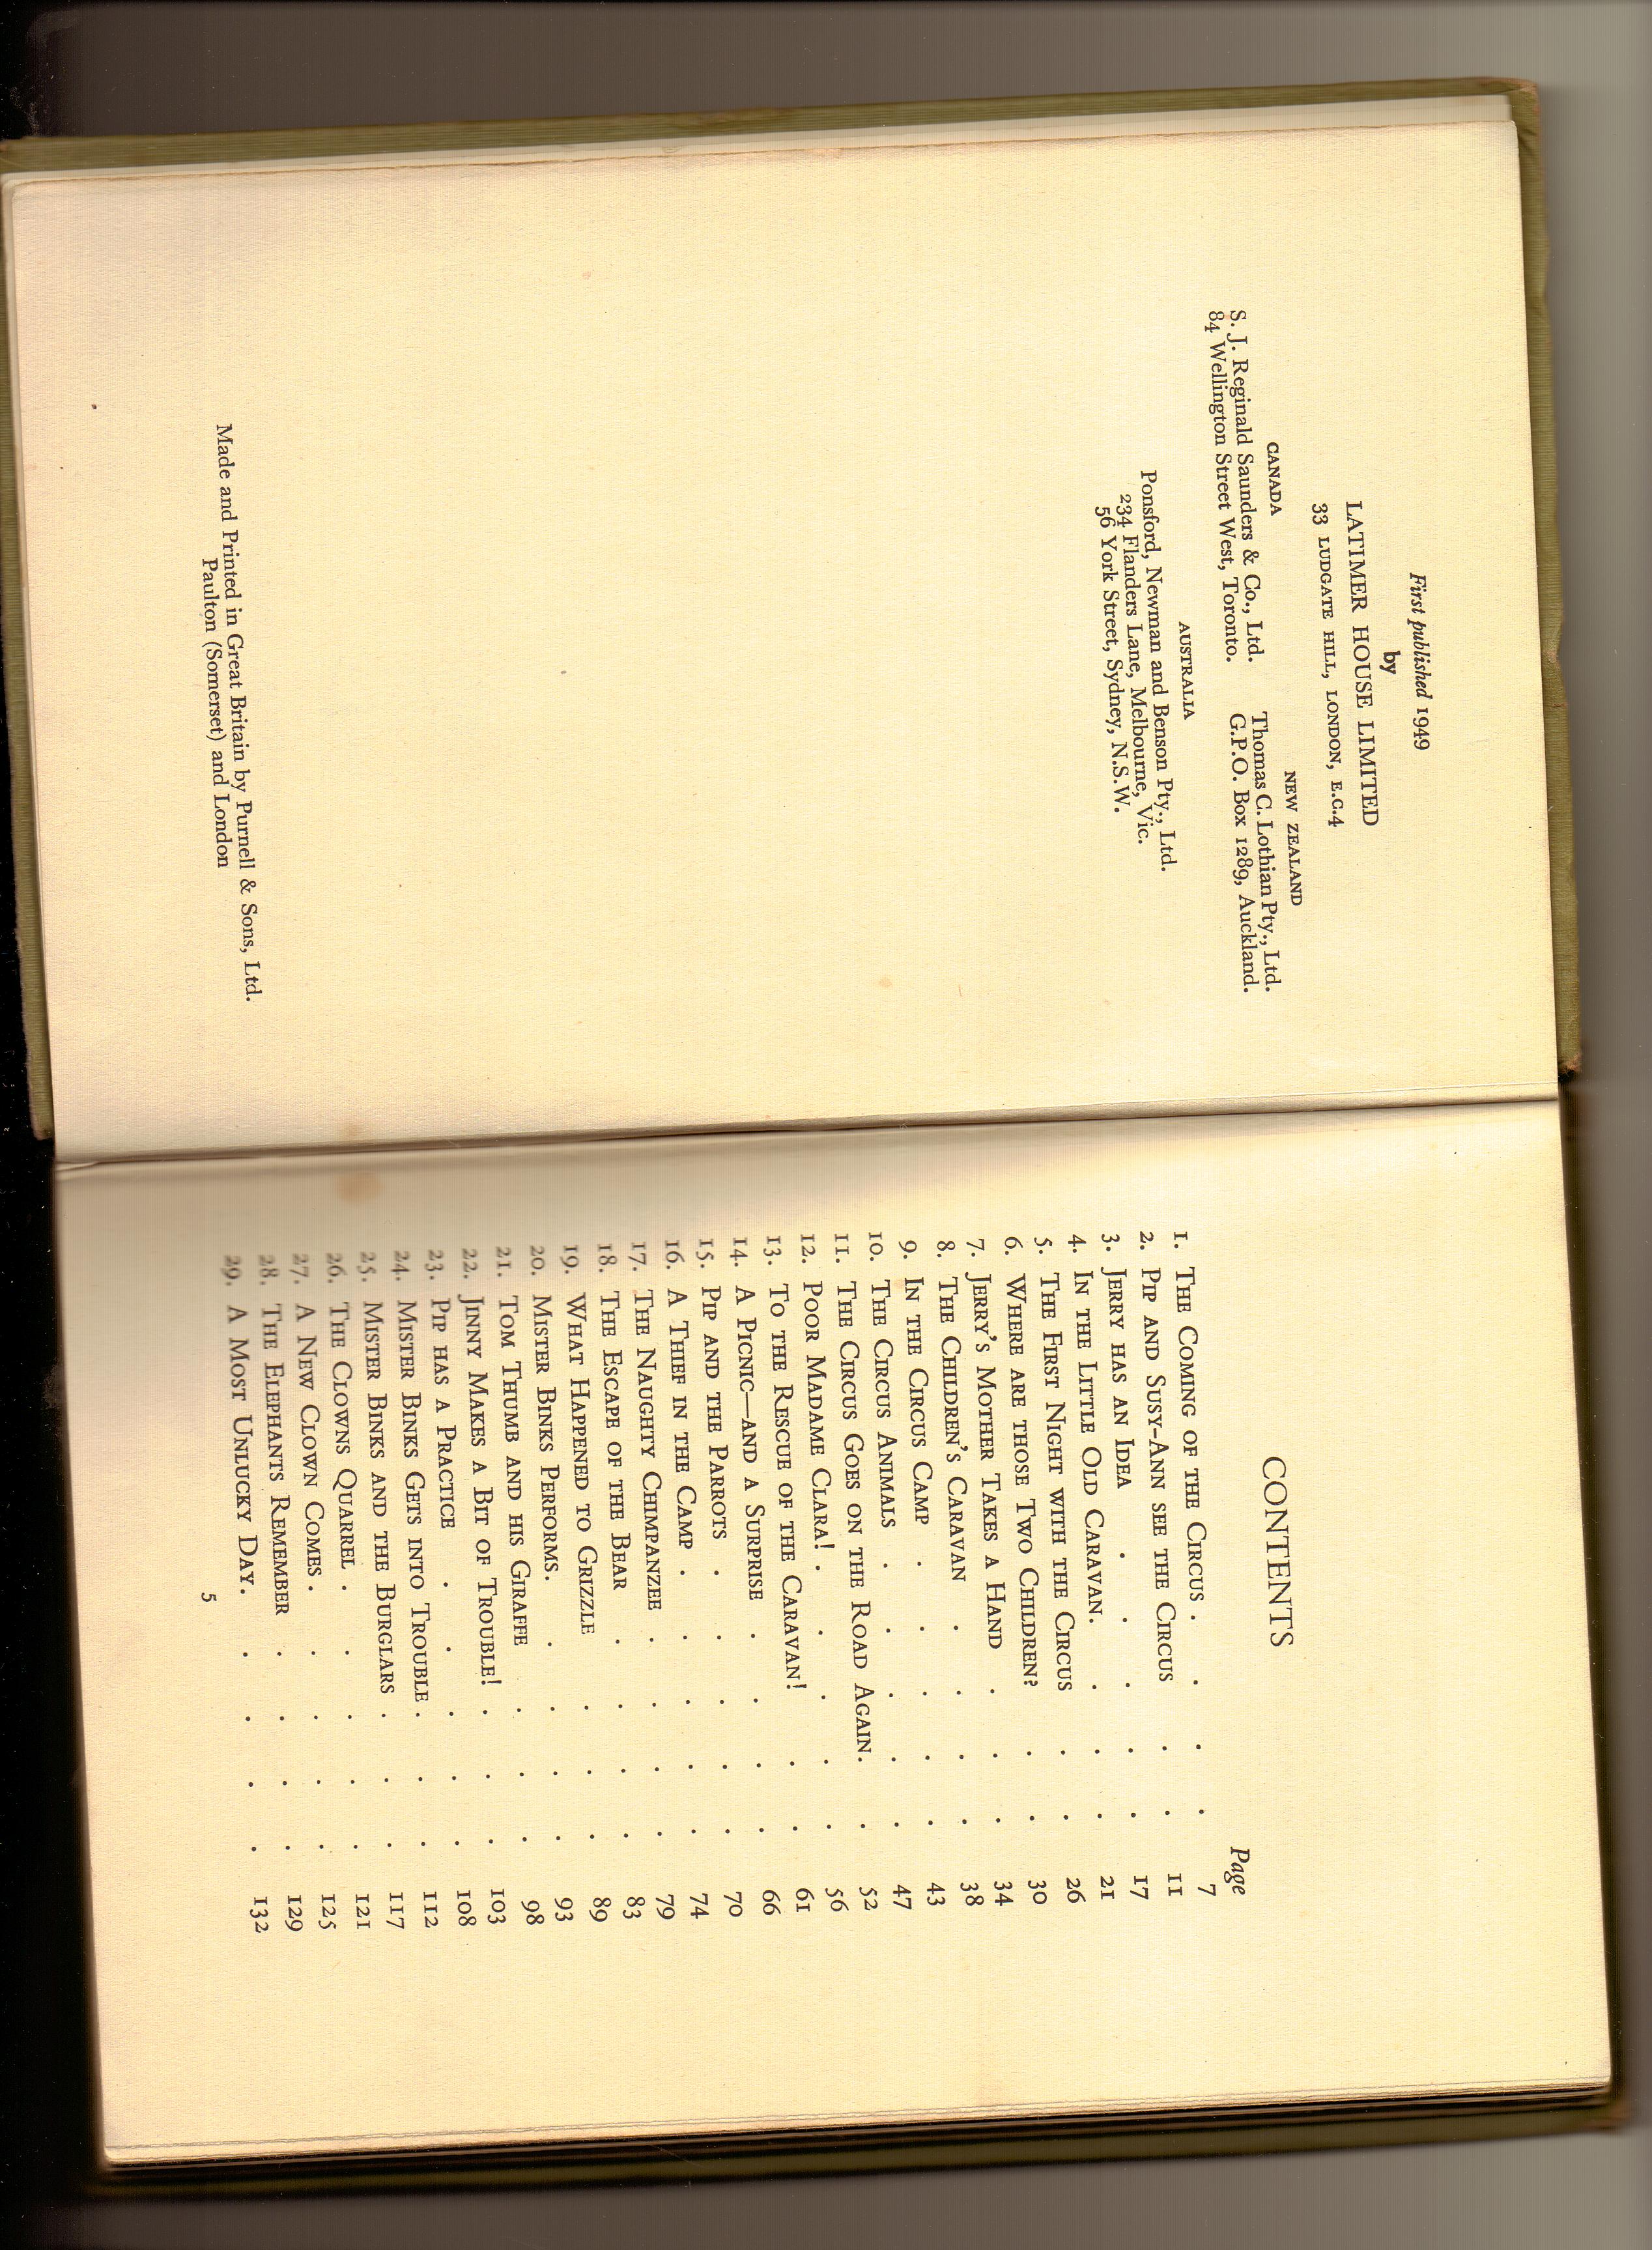 First published 1949
by
LATIMER HOUSE LIMITED
33 LUDGATE HILL, LONDON, E.C.4
CANADA
S. J. Reginald Saunders & Co., Ltd.
84 Wellington Street West, Toronto.
NEW ZEALAND
Thomas C. Lothian Pty., Ltd.
G.P.O. Box 1289, Auckland.
AUSTRALIA
Ponsford, Newman and Benson Pty., Ltd.
234 Flanders Lane, Melbourne, Vic.
56 York Street, Sydney, N.S.W.
Made and Printed in Great Britain by Purnell & Sons, Ltd.
Paulton (Somerset) and London
CONTENTS
Page
1. The Coming of the Circus . . . . 7
2. Pip and Susy-Ann see the Circus . . 11
3. Jerry has an Idea . . . . . 17
4. In the Little Old Caravan. . . . 21
5. The First Night with the Circus . . 26
6. Where are those Two Children? . . 30
7. Jerry's Mother Takes a Hand . . . 34
8. The Children's Caravan . . . . 38
9. In the Circus Camp . . . . . 43
10. The Circus Animals . . . . . 47
11. The Circus Goes on the Road Again. . 52
12. Poor Madame Clara! . . . . . 56
13. To the Rescue of the Caravan! . . 61
14. A Picnic—and a Surprise . . . . 66
15. Pip and the Parrots . . . . . 70
16. A Thief in the Camp . . . . . 74
17. The Naughty Chimpanzee . . . . 79
18. The Escape of the Bear . . . . 83
19. What Happened to Grizzle . . . 89
20. Mister Binks Performs. . . . . 93
21. Tom Thumb and his Giraffe . . . 98
22. Jinny Makes a Bit of Trouble! . . . 103
23. Pip has a Practice . . . . . 108
24. Mister Binks Gets into Trouble . . . 112
25. Mister Binks and the Burglars . . . 117
26. The Clowns Quarrel . . . . . 121
27. A New Clown Comes . . . . . 125
28. The Elephants Remember . . . . 129
29. A Most Unlucky Day. . . . . 132
5